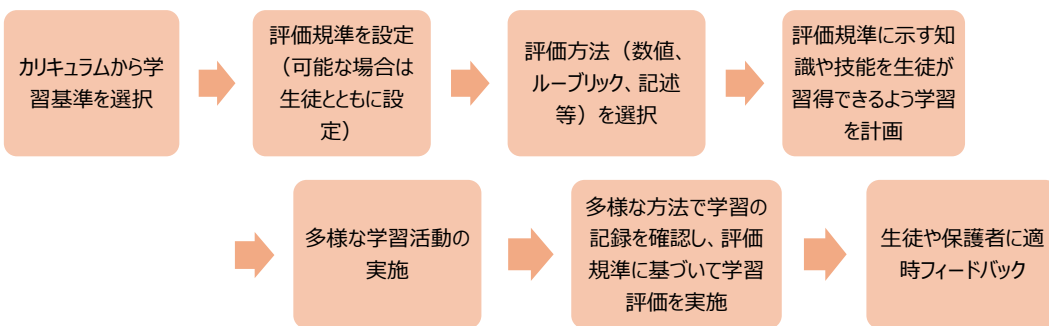 カリキュラムから学
習基準を選択
評価規準を設定
（可能な場合は
生徒とともに設
定）
評価方法（数値、
ルーブリック、記述
等）を選択
評価規準に示す知
識や技能を生徒が
習得できるよう学習
を計画
多様な学習活動の
実施
多様な方法で学習の
記録を確認し、評価
規準に基づいて学習
評価を実施
生徒や保護者に適
時フィードバック